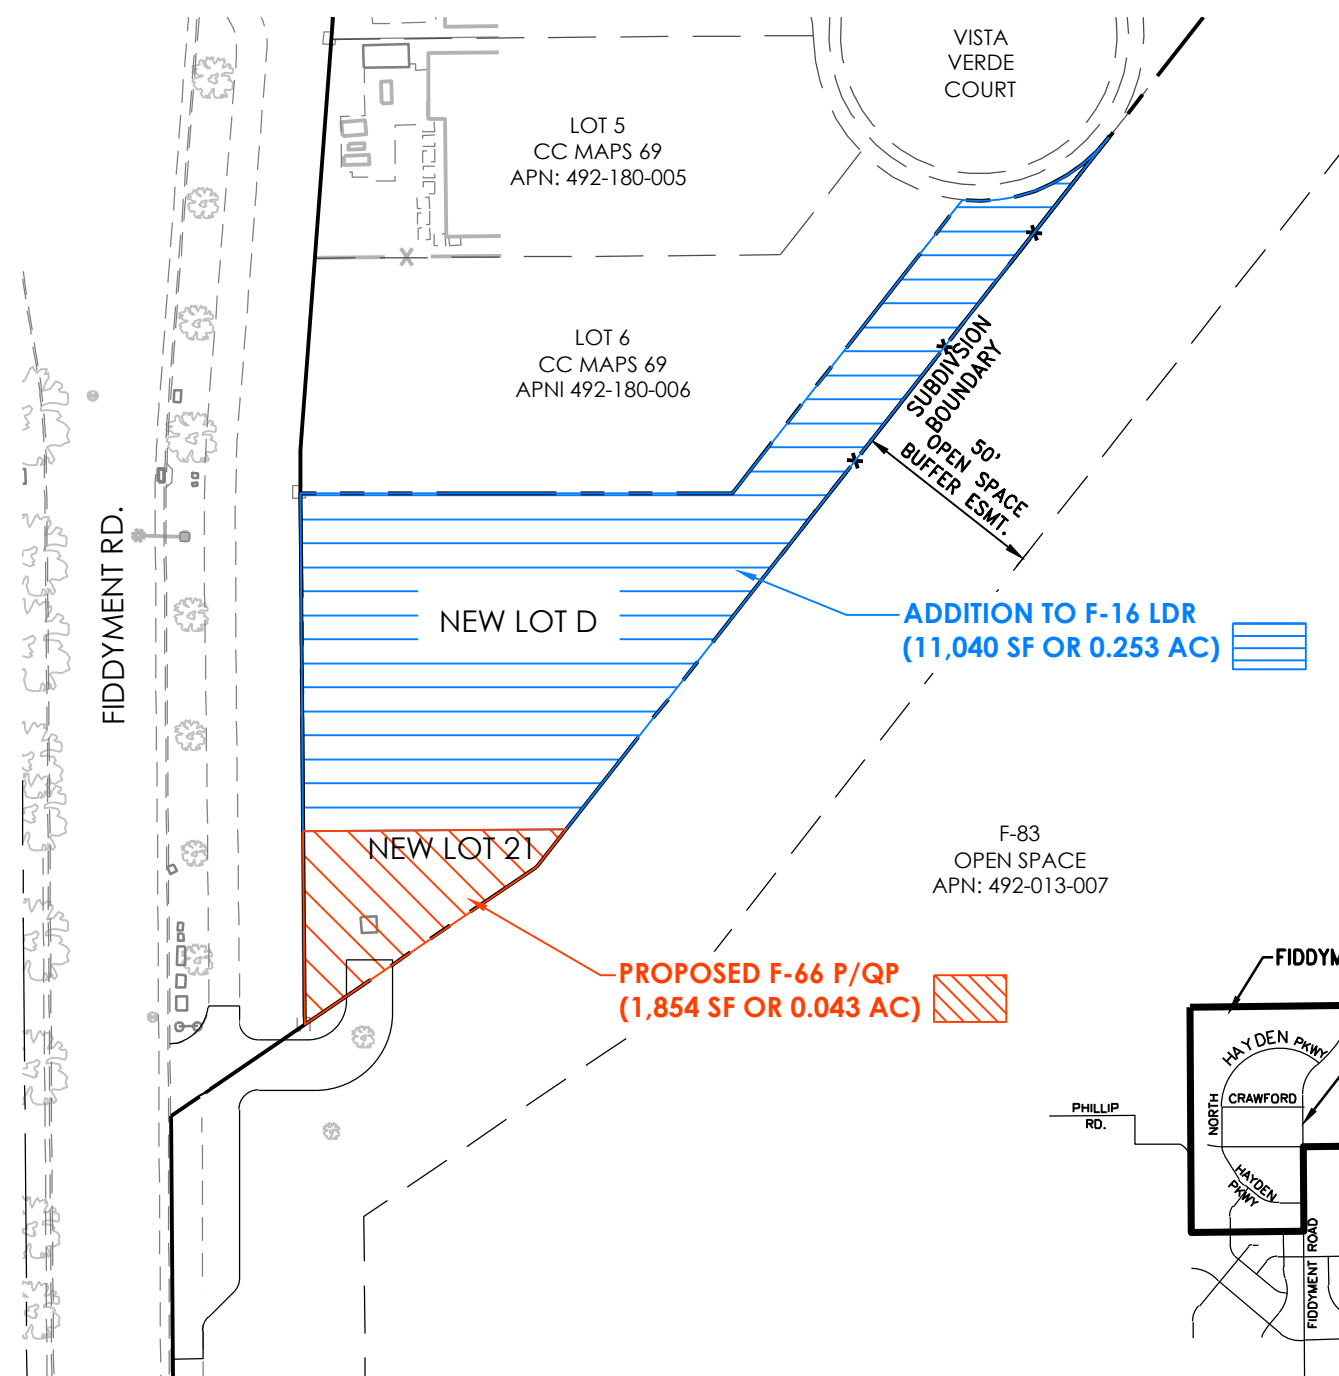 VISTA
VERDE
COURT
LOT 5
CC MAPS 69
APN: 492-180-005
LOT 6
CC MAPS 69
APNI 492-180-006
SUBDIVISION
BOUNDARY
50'
OPEN SPACE
BUFFER ESMT.
FIDDYMENT RD.
NEW LOT D
ADDITION TO F-16 LDR
(11,040 SF OR 0.253 AC)
NEW LOT 21
F-83
OPEN SPACE
APN: 492-013-007
PROPOSED F-66 P/QP
(1,854 SF OR 0.043 AC)
FIDDYM
HAYDEN PKWY
NORTH
CRAWFORD
PHILLIP
RD.
HAYDEN
PKWY
FIDDYMENT ROAD